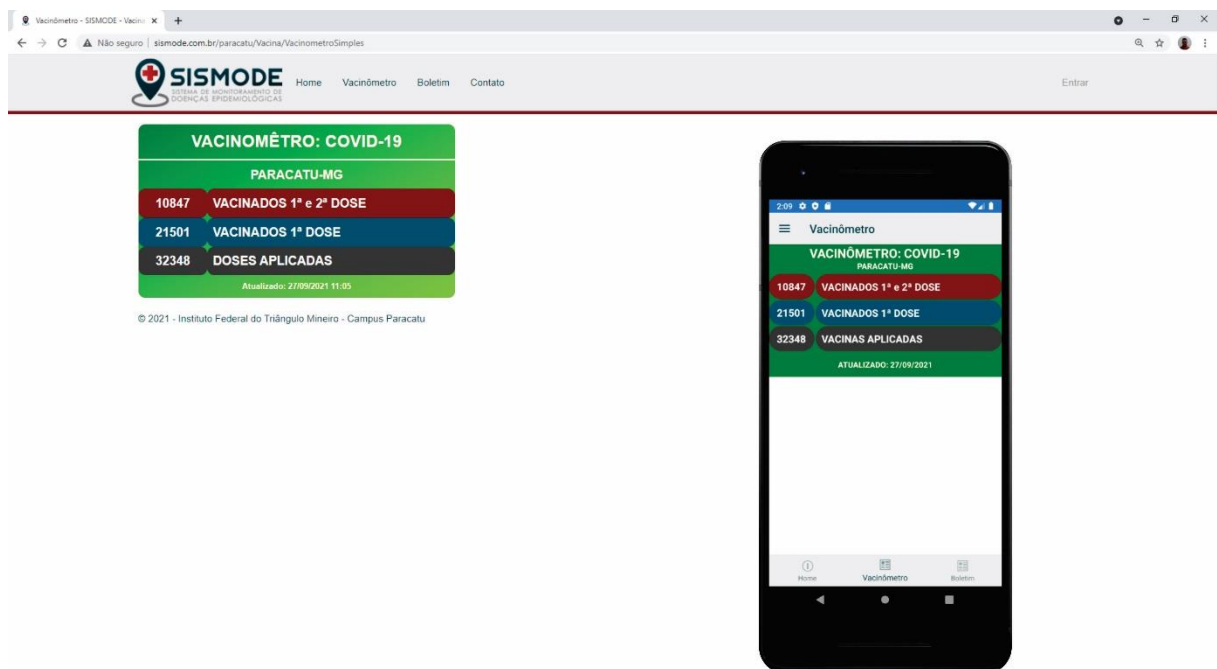 Vacinômetro - SISMODE - Vacin
Não seguro | sismode.com.br/paracatu/Vacina/VacinometroSimples
SISMODE
SISTEMA DE MONITORAMENTO DE
DOENÇAS EPIDEMIOLÓGICAS
Home Vacinômetro Boletim Contato
Entrar
VACINOMÊTRO: COVID-19
PARACATU-MG
10847 VACINADOS 1ª e 2ª DOSE
21501 VACINADOS 1ª DOSE
32348 DOSES APLICADAS
Atualizado: 27/09/2021 11:05
© 2021 - Instituto Federal do Triângulo Mineiro - Campus Paracatu
2:09
Vacinômetro
VACINÔMETRO: COVID-19
PARACATU-MG
10847 VACINADOS 1ª e 2ª DOSE
21501 VACINADOS 1ª DOSE
32348 VACINAS APLICADAS
ATUALIZADO: 27/09/2021
Home Vacinômetro Boletim